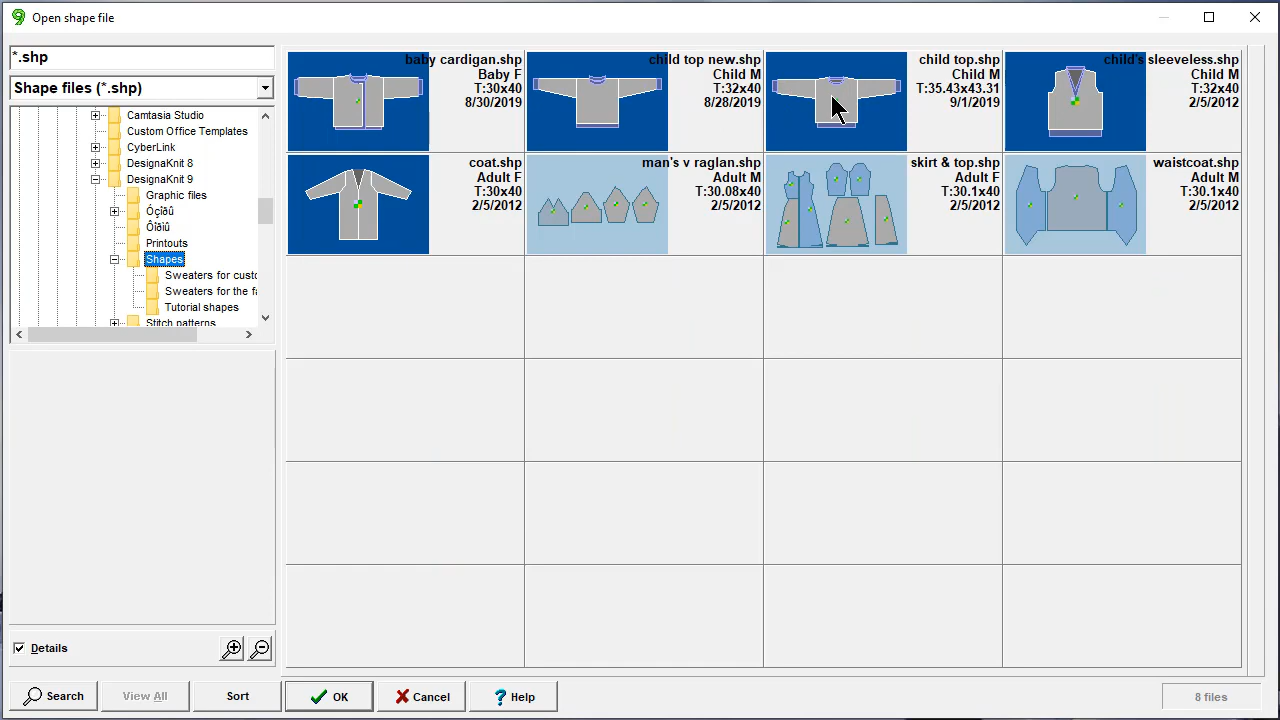 Open shape file
*.shp
Shape files (*.shp)
Camtasia Studio
Custom Office Templates
CyberLink
DesignaKnit 8
DesignaKnit 9
Graphic files
Óçîðû
Ôîðìû
Printouts
Shapes
Sweaters for custo
Sweaters for the fa
Tutorial shapes
Stitch patterns
baby cardigan.shp
Baby F
T:30x40
8/30/2019
child top new.shp
Child M
T:32x40
8/28/2019
child top.shp
Child M
T:35.43x43.31
9/1/2019
child's sleeveless.shp
Child M
T:32x40
2/5/2012
coat.shp
Adult F
T:30x40
2/5/2012
man's v raglan.shp
Adult M
T:30.08x40
2/5/2012
skirt & top.shp
Adult F
T:30.1x40
2/5/2012
waistcoat.shp
Adult M
T:30.1x40
2/5/2012
Details
Search
View All
Sort
OK
Cancel
Help
8 files